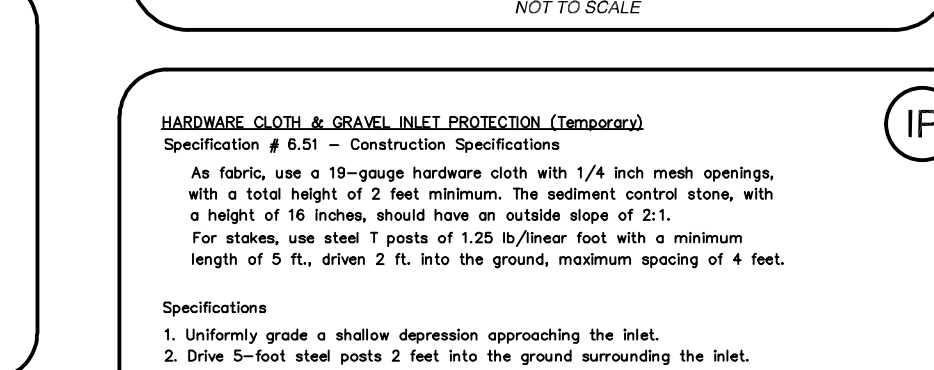 NOT TO SCALE
IP
HARDWARE CLOTH & GRAVEL INLET PROTECTION (Temporary)
Specification # 6.51 – Construction Specifications
As fabric, use a 19–gauge hardware cloth with 1/4 inch mesh openings,
with a total height of 2 feet minimum. The sediment control stone, with
a height of 16 inches, should have an outside slope of 2:1.
For stakes, use steel T posts of 1.25 lb/linear foot with a minimum
length of 5 ft., driven 2 ft. into the ground, maximum spacing of 4 feet.
Specifications
1. Uniformly grade a shallow depression approaching the inlet.
2. Drive 5–foot steel posts 2 feet into the ground surrounding the inlet.